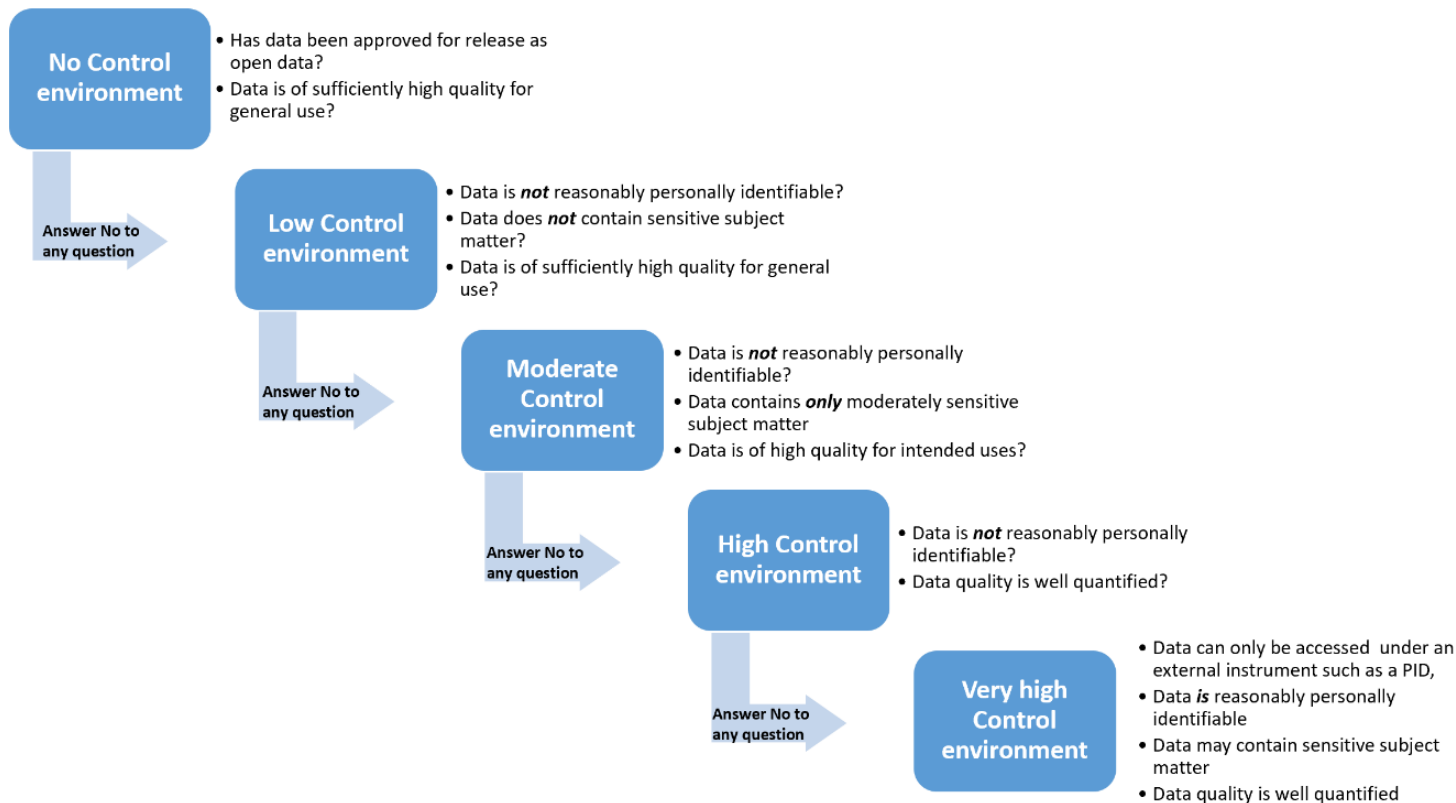 No Control
environment
• Has data been approved for release as
open data?
• Data is of sufficiently high quality for
general use?
Answer No to
any question
Low Control
environment
• Data is not reasonably personally identifiable?
• Data does not contain sensitive subject
matter?
• Data is of sufficiently high quality for general
use?
Answer No to
any question
Moderate
Control
environment
• Data is not reasonably personally
identifiable?
• Data contains only moderately sensitive
subject matter
• Data is of high quality for intended uses?
Answer No to
any question
High Control
environment
• Data is not reasonably personally
identifiable?
• Data quality is well quantified?
Answer No to
any question
Very high
Control
environment
• Data can only be accessed under an
external instrument such as a PID,
• Data is reasonably personally
identifiable
• Data may contain sensitive subject
matter
• Data quality is well quantified